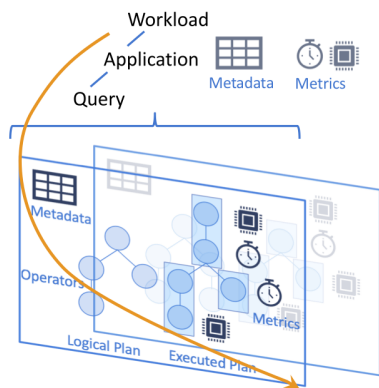 Workload
Application
Query
Metadata
Metrics
Metadata
Operators
Metrics
Logical Plan
Executed Plan